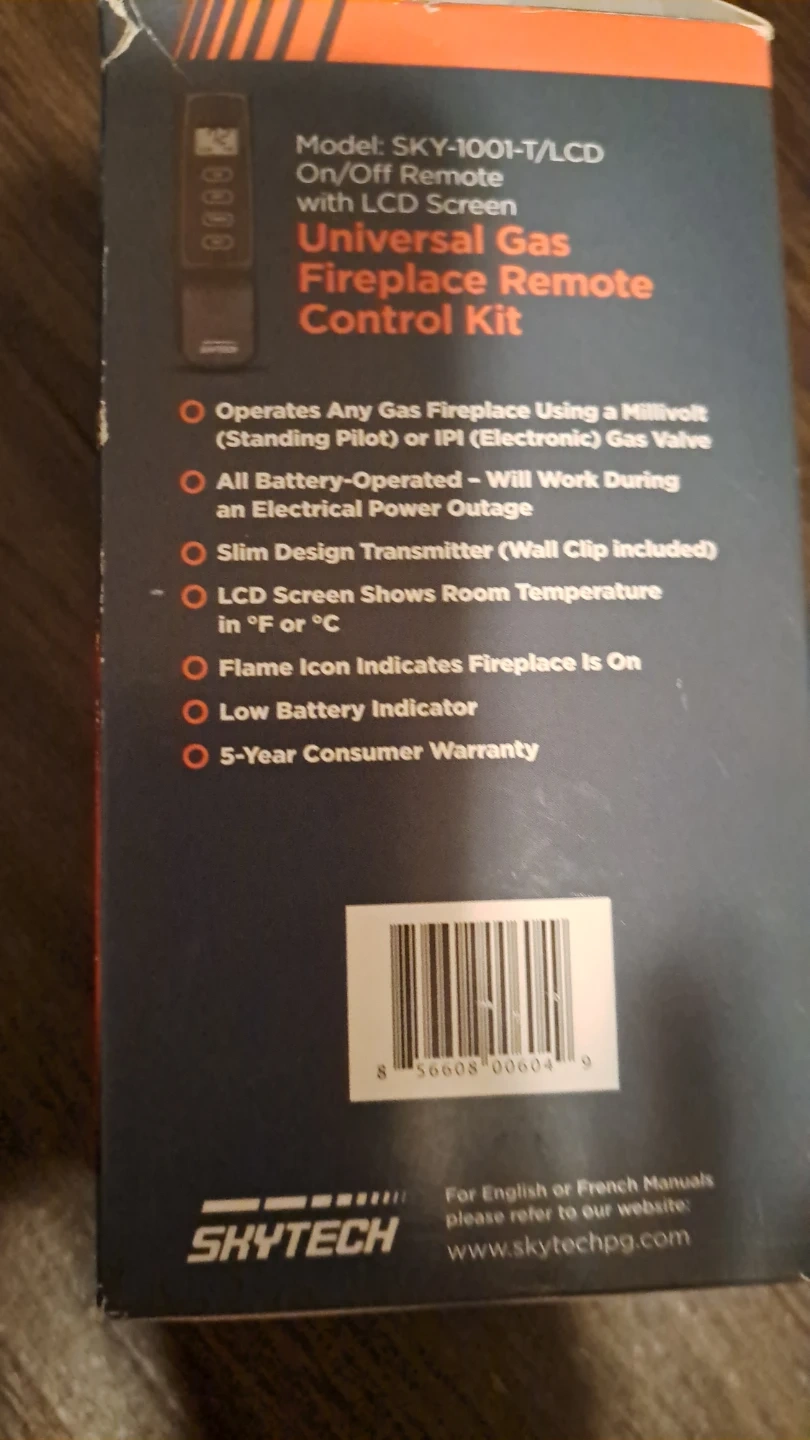 Model: SKY-1001-T/LCD
On/Off Remote
with LCD Screen
Universal Gas
Fireplace Remote
Control Kit
Operates Any Gas Fireplace Using a Millivolt
(Standing Pilot) or IPI (Electronic) Gas Valve
All Battery-Operated – Will Work During
an Electrical Power Outage
Slim Design Transmitter (Wall Clip included)
LCD Screen Shows Room Temperature
in °F or °C
Flame Icon Indicates Fireplace Is On
Low Battery Indicator
5-Year Consumer Warranty
8 56608 00604 9
SKYTECH
For English or French Manuals
please refer to our website:
www.skytechpg.com